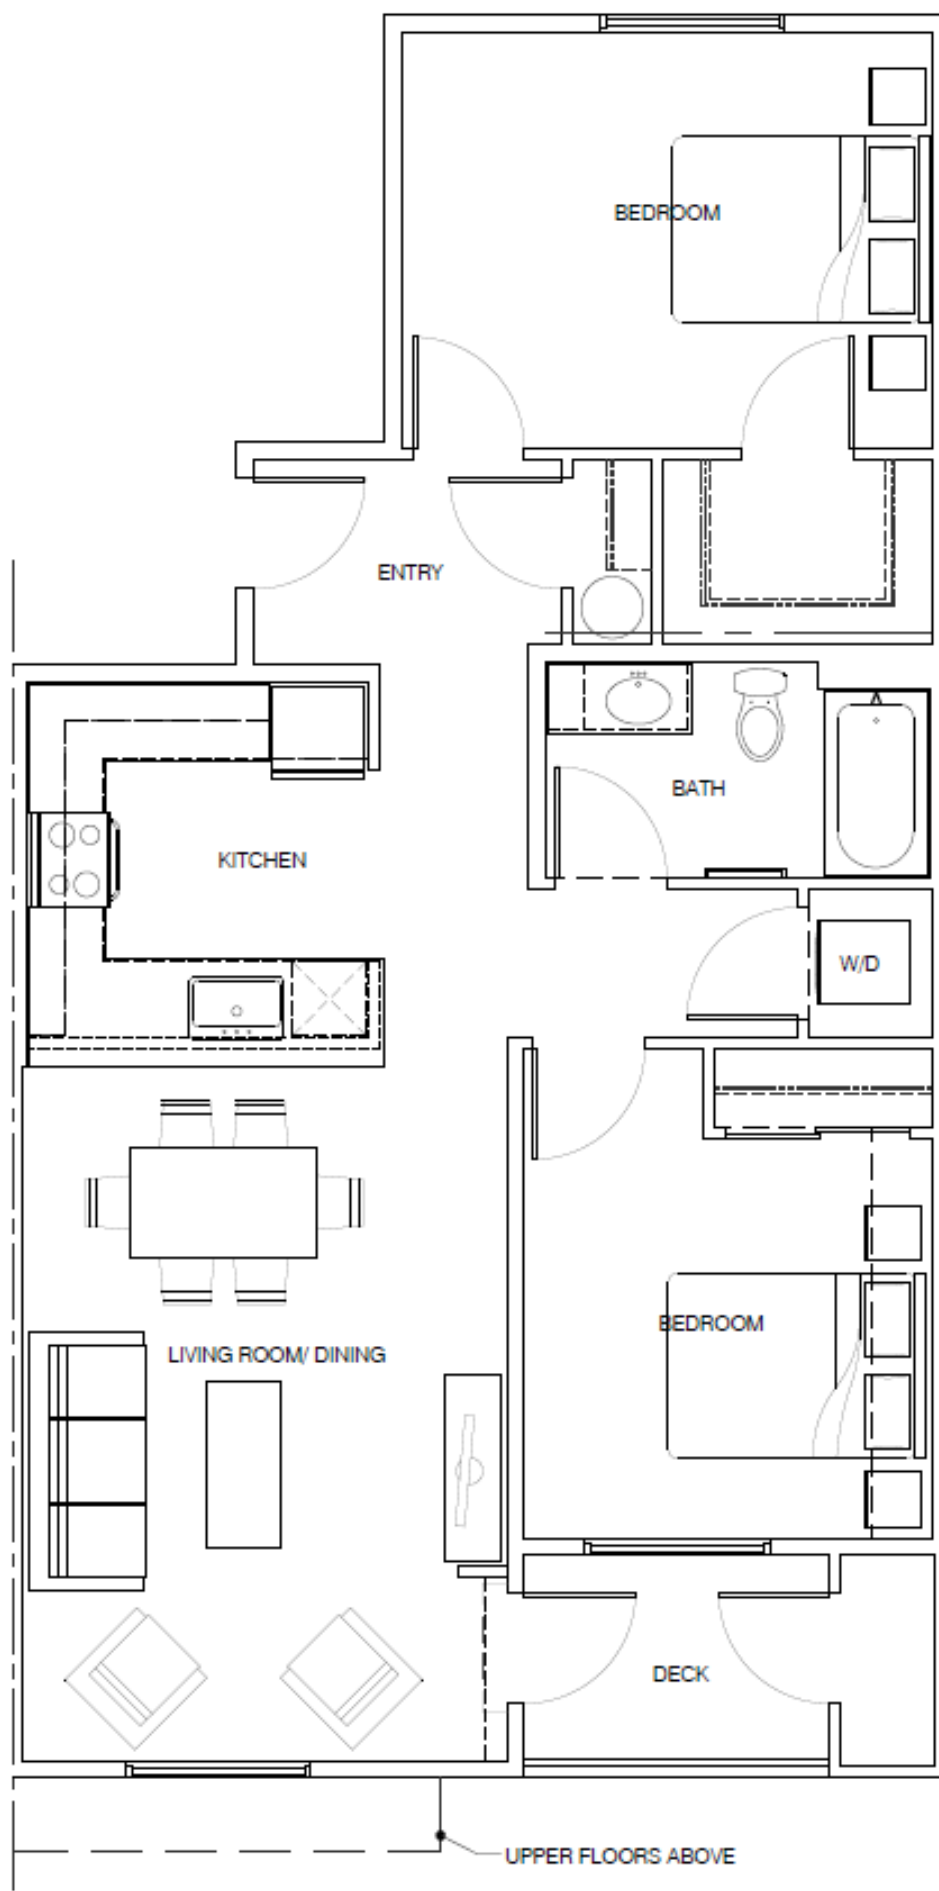 BEDROOM
ENTRY
BATH
KITCHEN
W/D
BEDROOM
LIVING ROOM/ DINING
DECK
UPPER FLOORS ABOVE